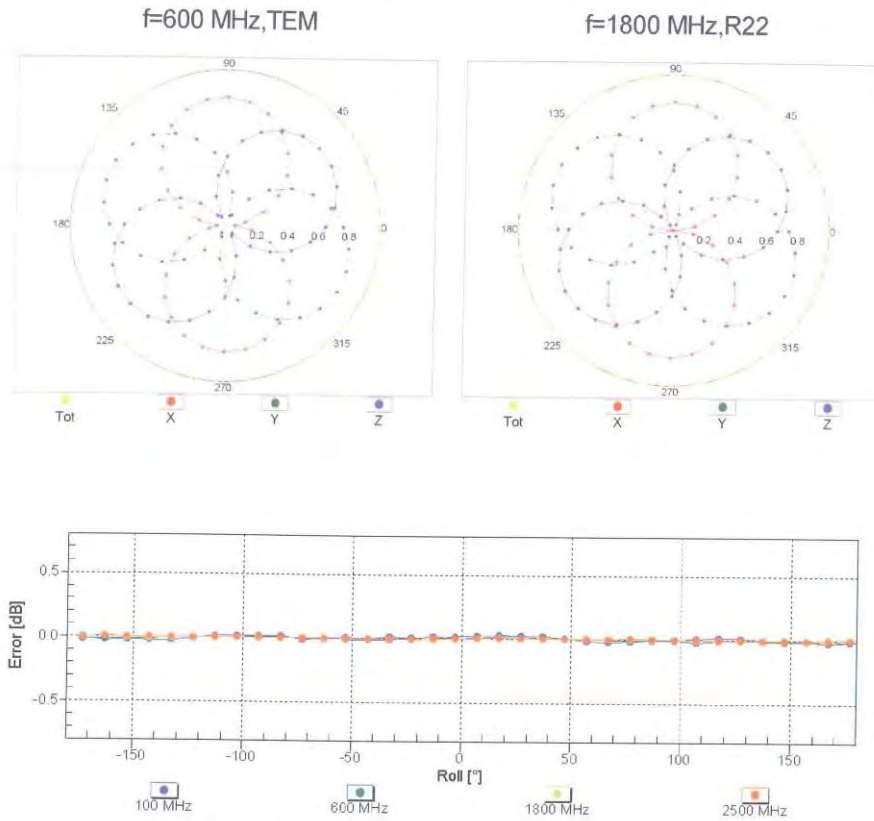 f=600 MHz,TEM
f=1800 MHz,R22
90
135
45
180
0.2 0.4 0.6 0.8
0
225
315
270
Tot X Y Z
90
135
45
180
0.2 0.4 0.6 0.8
0
225
315
270
Tot X Y Z
Error [dB]
0.5
0.0
-0.5
-150 -100 -50 0 50 100 150
Roll [°]
100 MHz 600 MHz 1800 MHz 2500 MHz